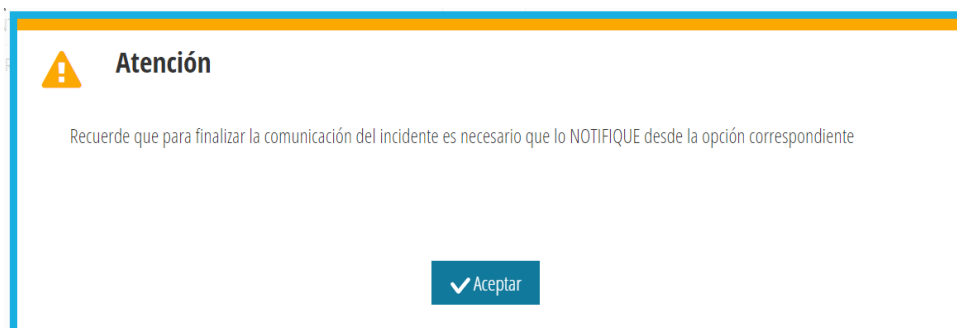 Atención
Recuerde que para finalizar la comunicación del incidente es necesario que lo NOTIFIQUE desde la opción correspondiente
Aceptar